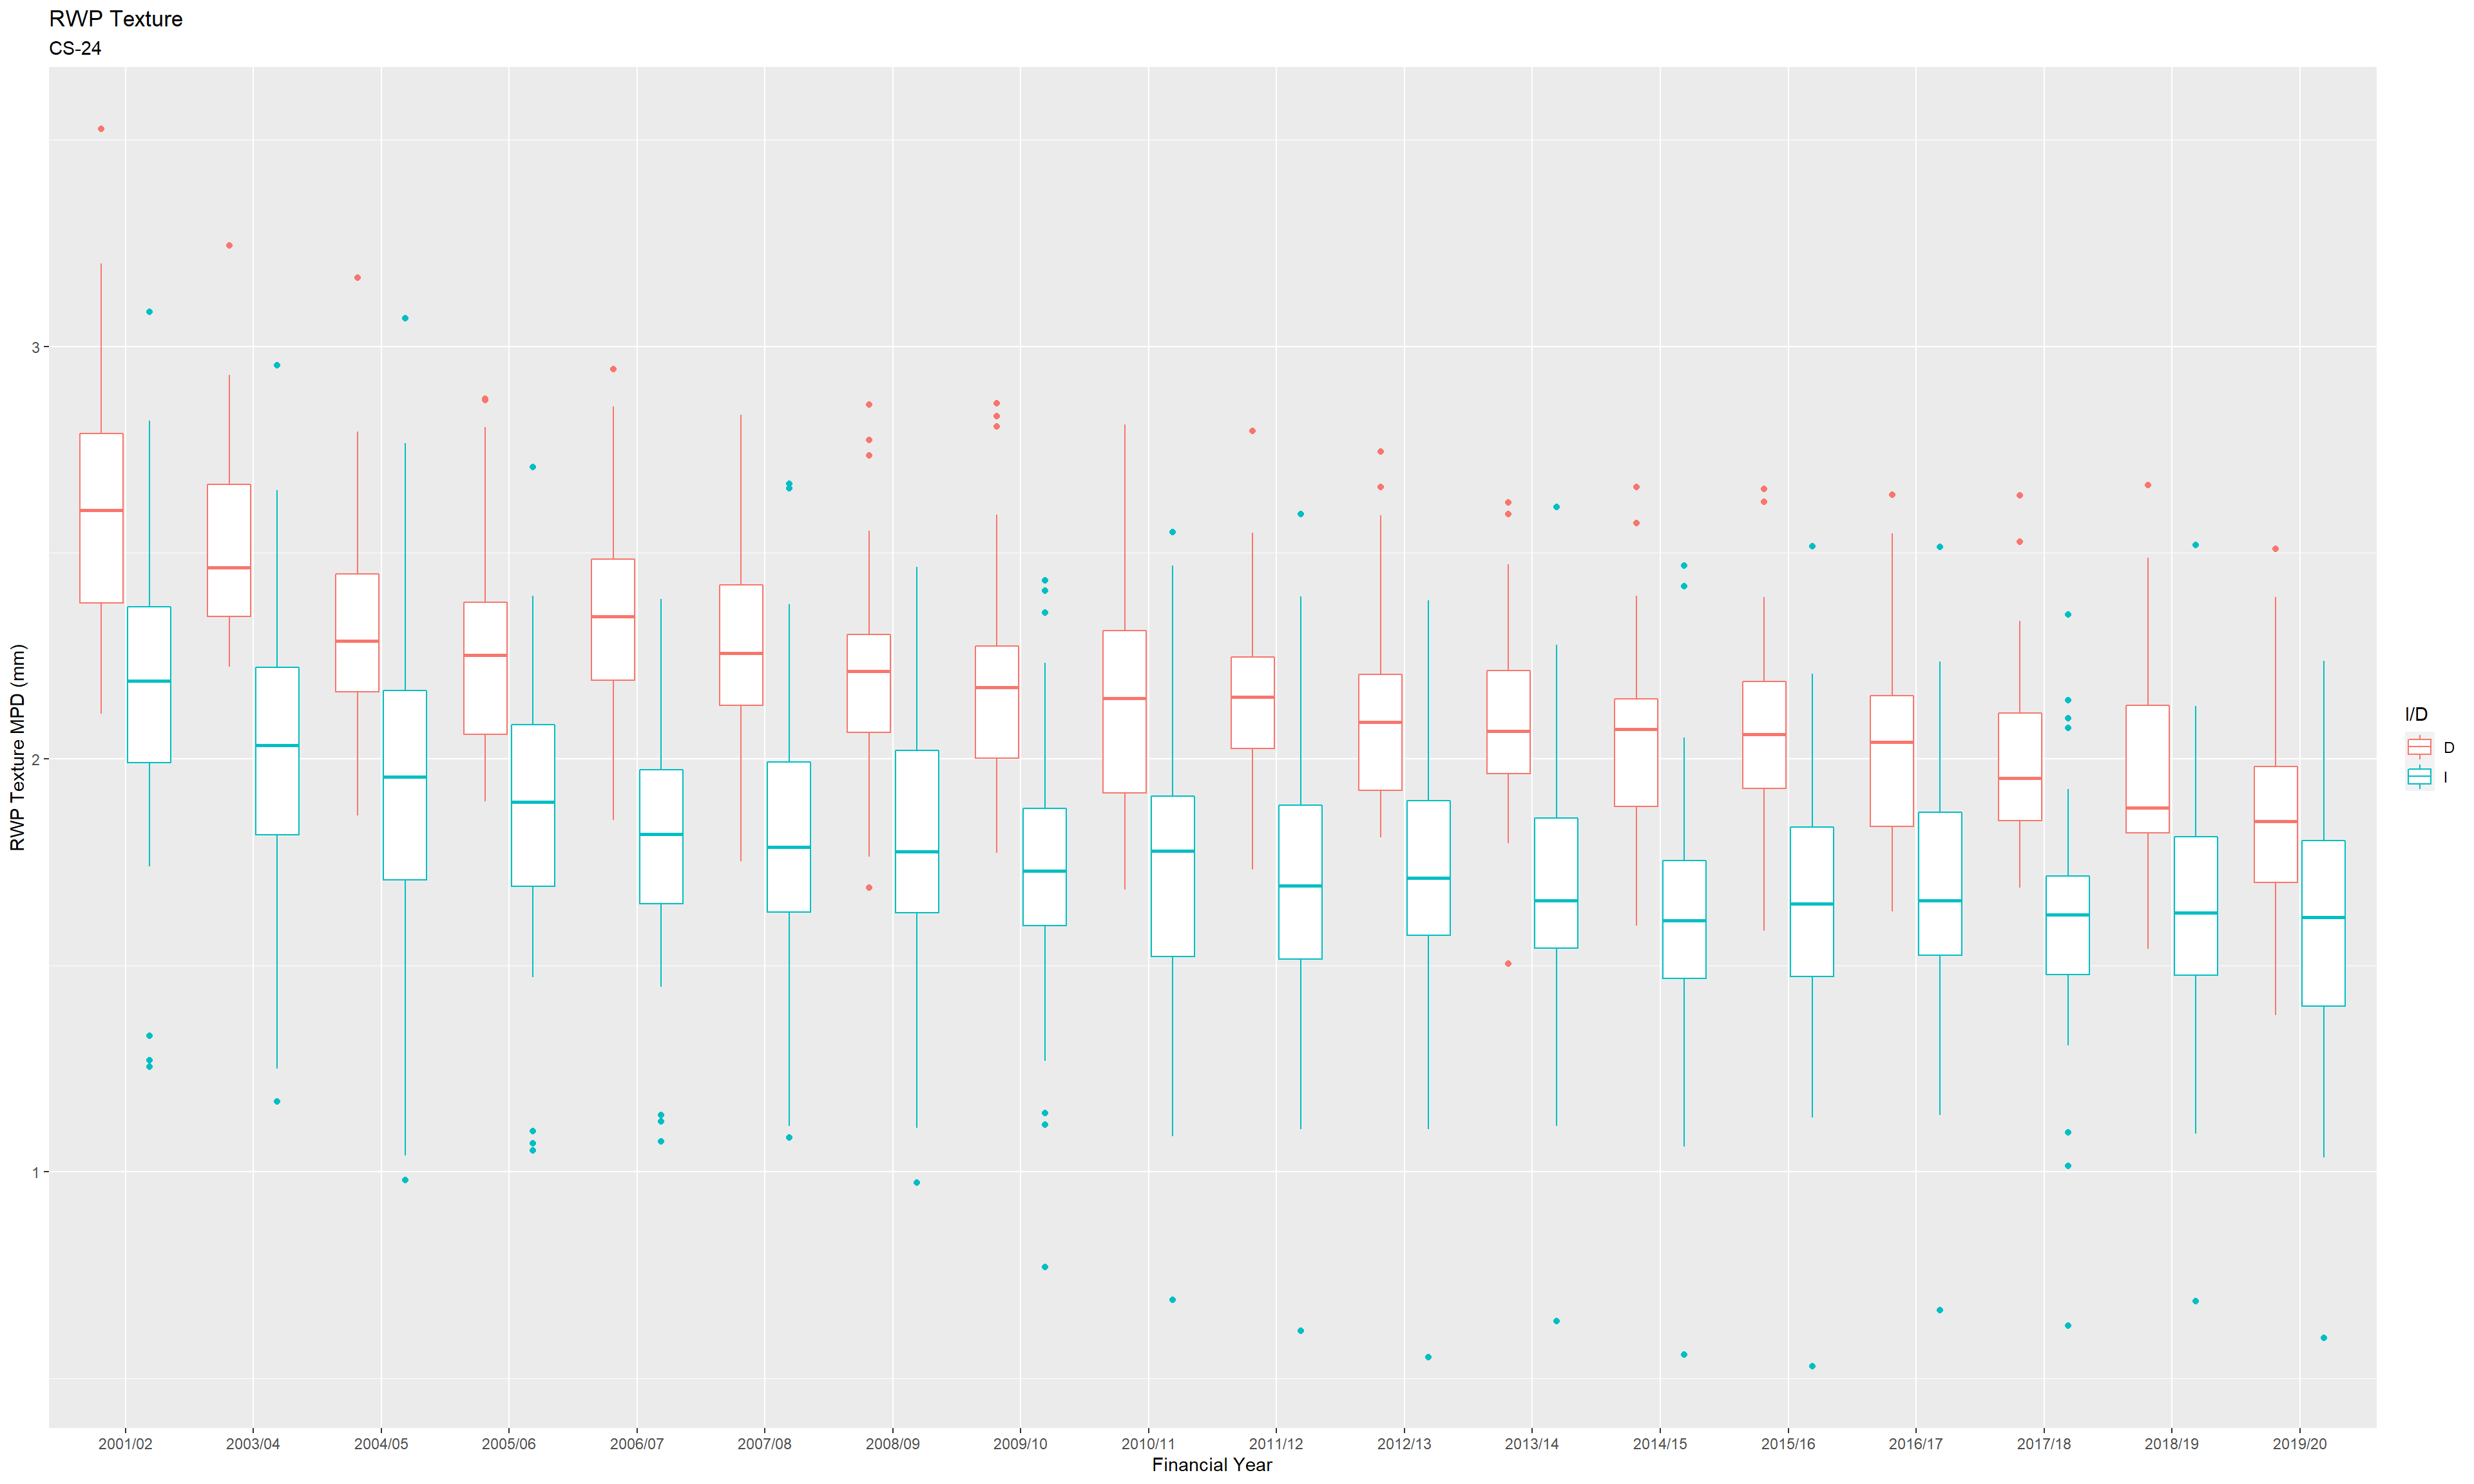 RWP Texture
CS-24
RWP Texture MPD (mm)
3
2
1
2001/02 2003/04 2004/05 2005/06 2006/07 2007/08 2008/09 2009/10 2010/11 2011/12 2012/13 2013/14 2014/15 2015/16 2016/17 2017/18 2018/19 2019/20
Financial Year
I/D
D
I